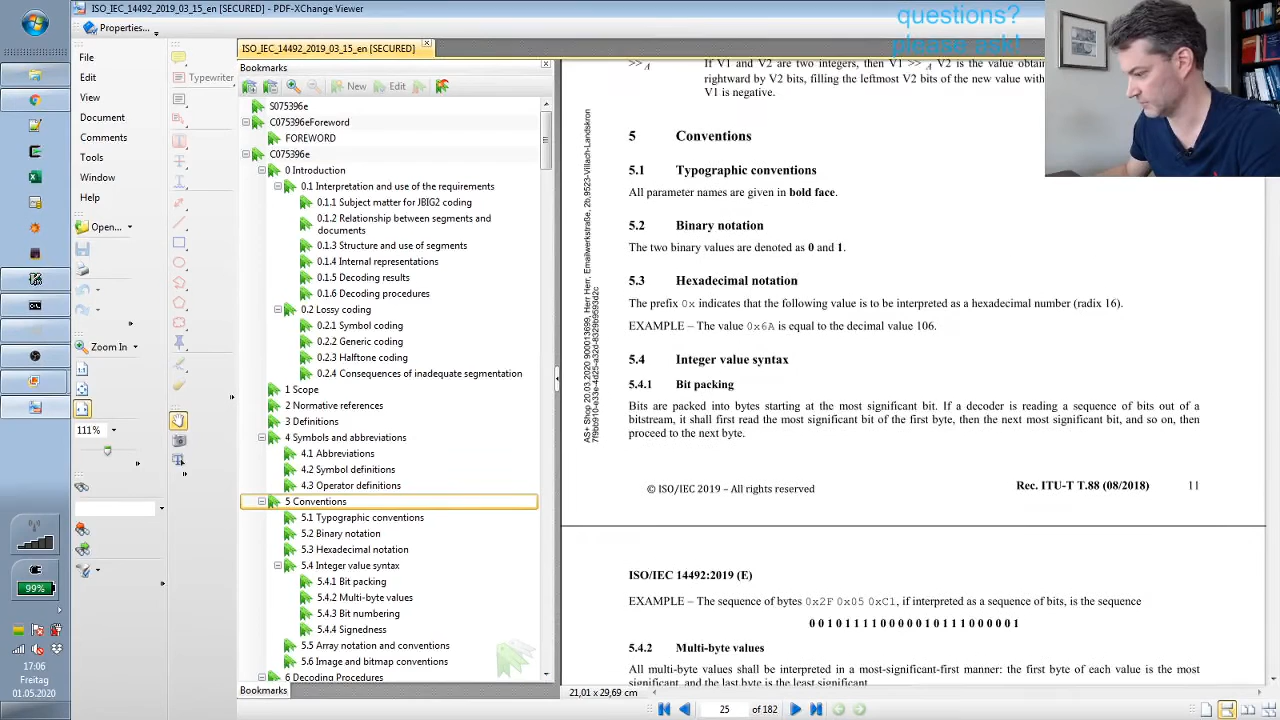 ISO_IEC_14492_2019_03_15_en [SECURED] - PDF-XChange Viewer
questions?
please ask!
Properties...
File
Edit
View
Document
Comments
Tools
Window
Help
Open...
Zoom In
111%
99%
17:06
Freitag
01.05.2020
Typewriter
ISO_IEC_14492_2019_03_15_en [SECURED]
Bookmarks
New
Edit
S075396e
C075396eForeword
FOREWORD
C075396e
0 Introduction
0.1 Interpretation and use of the requirements
0.1.1 Subject matter for JBIG2 coding
0.1.2 Relationship between segments and
documents
0.1.3 Structure and use of segments
0.1.4 Internal representations
0.1.5 Decoding results
0.1.6 Decoding procedures
0.2 Lossy coding
0.2.1 Symbol coding
0.2.2 Generic coding
0.2.3 Halftone coding
0.2.4 Consequences of inadequate segmentation
1 Scope
2 Normative references
3 Definitions
4 Symbols and abbreviations
4.1 Abbreviations
4.2 Symbol definitions
4.3 Operator definitions
5 Conventions
5.1 Typographic conventions
5.2 Binary notation
5.3 Hexadecimal notation
5.4 Integer value syntax
5.4.1 Bit packing
5.4.2 Multi-byte values
5.4.3 Bit numbering
5.4.4 Signedness
5.5 Array notation and conventions
5.6 Image and bitmap conventions
6 Decoding Procedures
Bookmarks
>> A If V1 and V2 are two integers, then V1 >> A V2 is the value obtai
rightward by V2 bits, filling the leftmost V2 bits of the new value with
V1 is negative.
5 Conventions
5.1 Typographic conventions
All parameter names are given in bold face.
5.2 Binary notation
The two binary values are denoted as 0 and 1.
5.3 Hexadecimal notation
The prefix 0x indicates that the following value is to be interpreted as a hexadecimal number (radix 16).
EXAMPLE – The value 0x6A is equal to the decimal value 106.
5.4 Integer value syntax
5.4.1 Bit packing
Bits are packed into bytes starting at the most significant bit. If a decoder is reading a sequence of bits out of a
bitstream, it shall first read the most significant bit of the first byte, then the next most significant bit, and so on, then
proceed to the next byte.
© ISO/IEC 2019 – All rights reserved Rec. ITU-T T.88 (08/2018) 11
ISO/IEC 14492:2019 (E)
EXAMPLE – The sequence of bytes 0x2F 0x05 0xC1, if interpreted as a sequence of bits, is the sequence
0 0 1 0 1 1 1 1 0 0 0 0 0 1 0 1 1 1 0 0 0 0 0 1
5.4.2 Multi-byte values
All multi-byte values shall be interpreted in a most-significant-first manner: the first byte of each value is the most
significant, and the last byte is the least significant.
21,01 x 29,69 cm
25 of 182